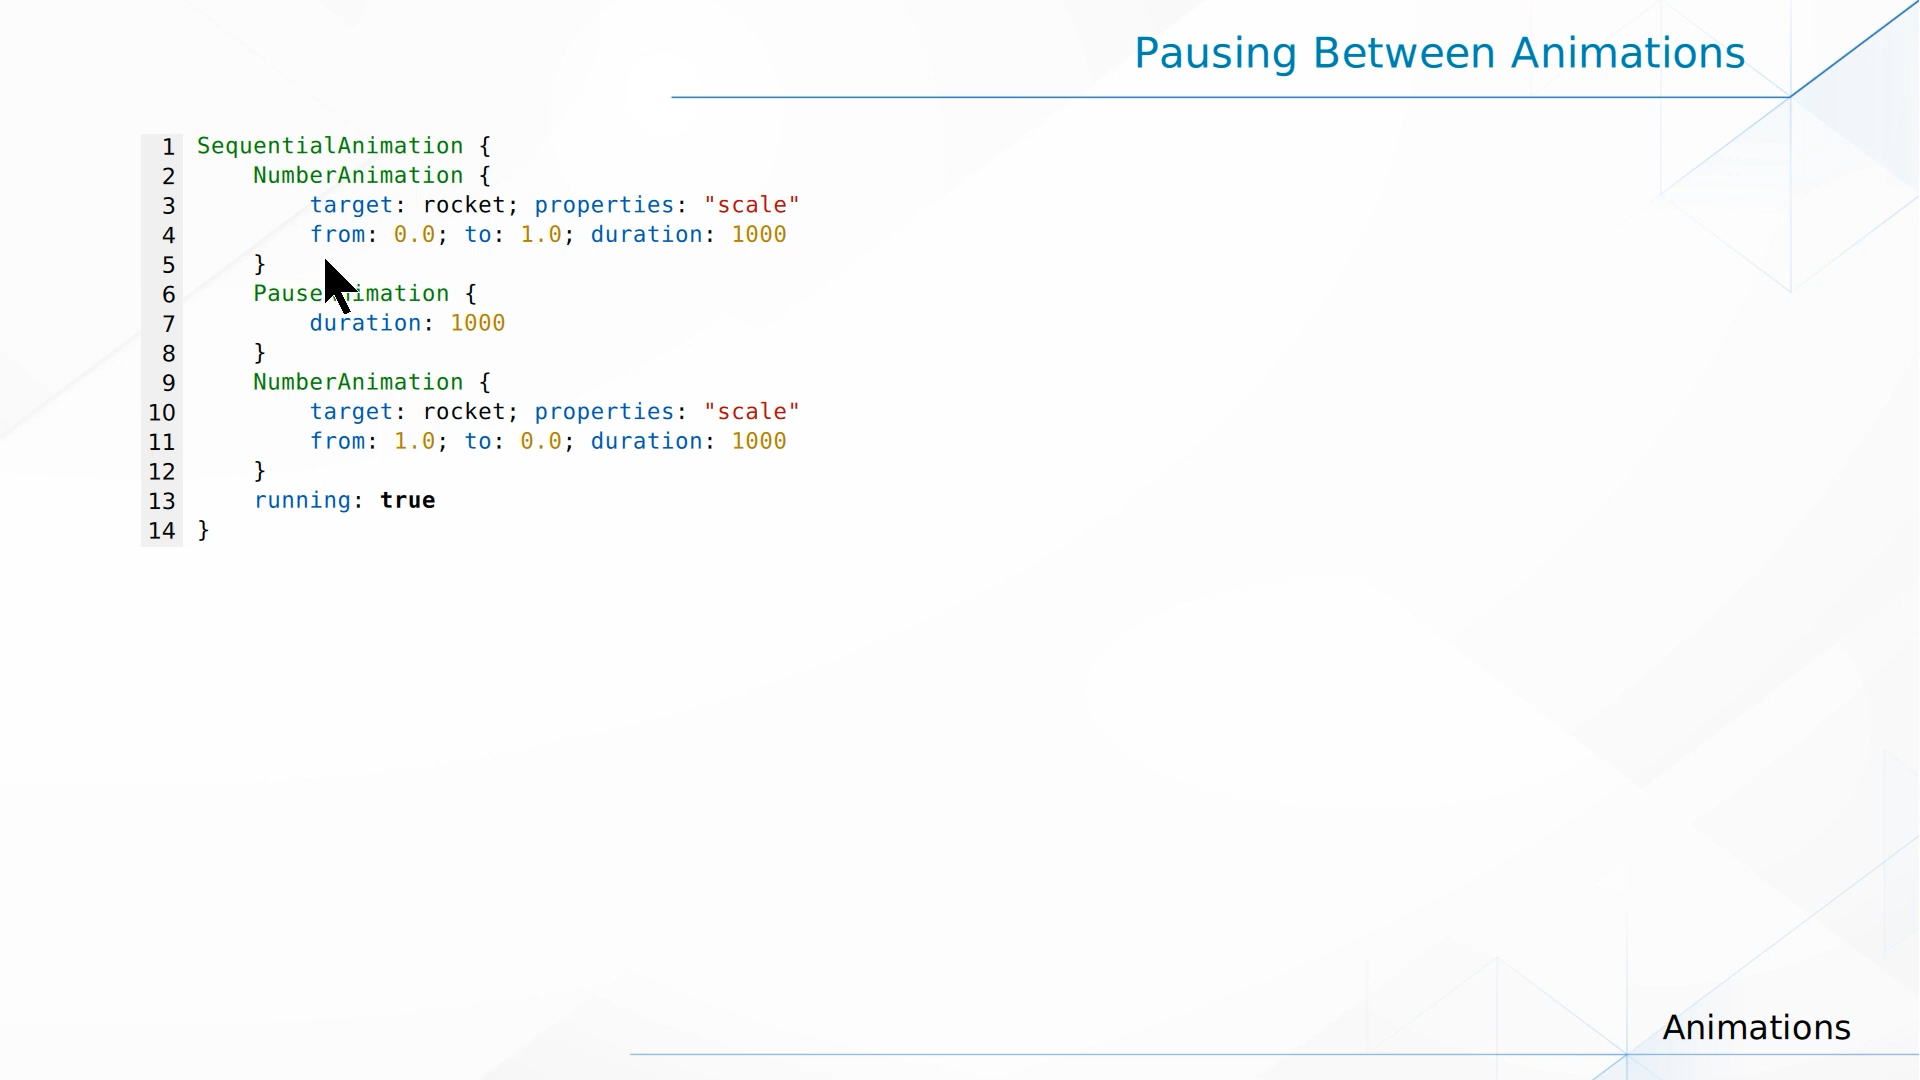 Pausing Between Animations
1 SequentialAnimation {
2     NumberAnimation {
3         target: rocket; properties: "scale"
4         from: 0.0; to: 1.0; duration: 1000
5     }
6     PauseAnimation {
7         duration: 1000
8     }
9     NumberAnimation {
10         target: rocket; properties: "scale"
11         from: 1.0; to: 0.0; duration: 1000
12     }
13     running: true
14 }
Animations